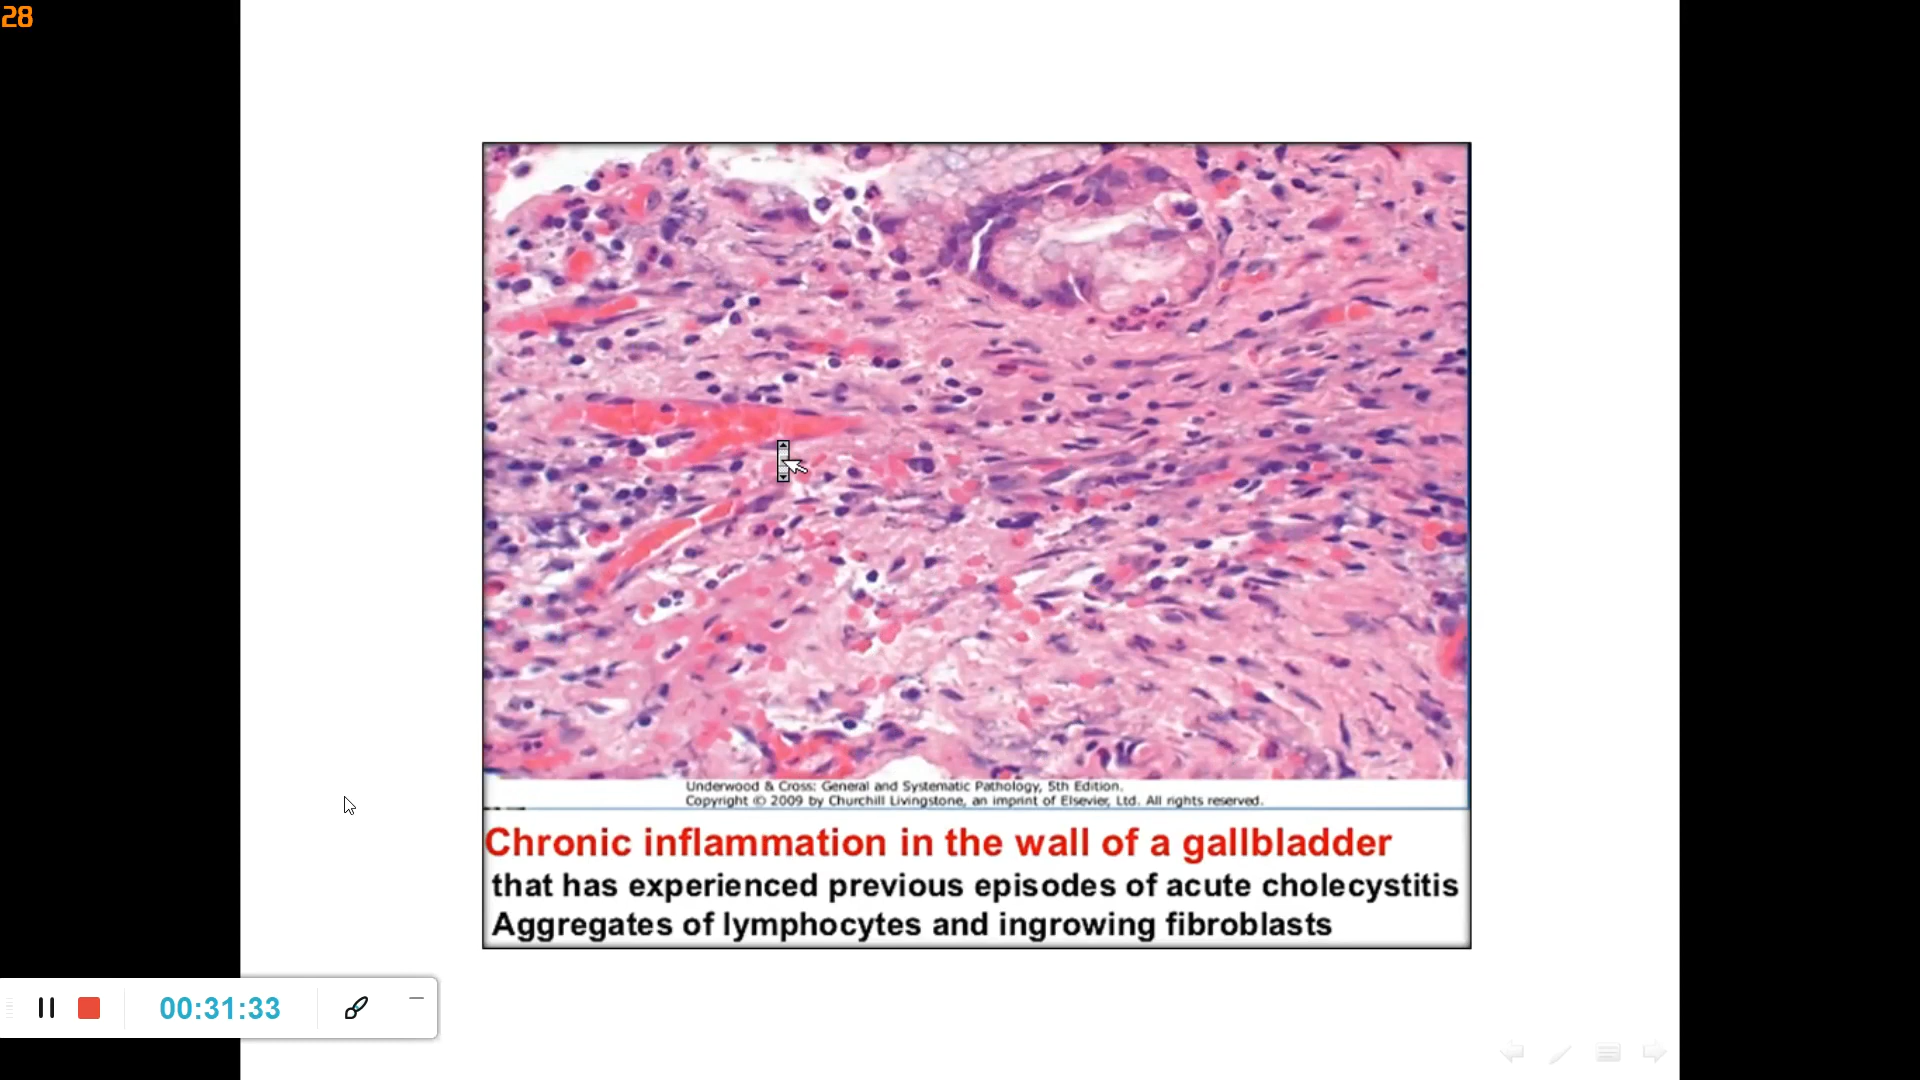 28
Underwood & Cross: General and Systematic Pathology, 5th Edition.
Copyright © 2009 by Churchill Livingstone, an imprint of Elsevier, Ltd. All rights reserved.
Chronic inflammation in the wall of a gallbladder
that has experienced previous episodes of acute cholecystitis
Aggregates of lymphocytes and ingrowing fibroblasts
00:31:33